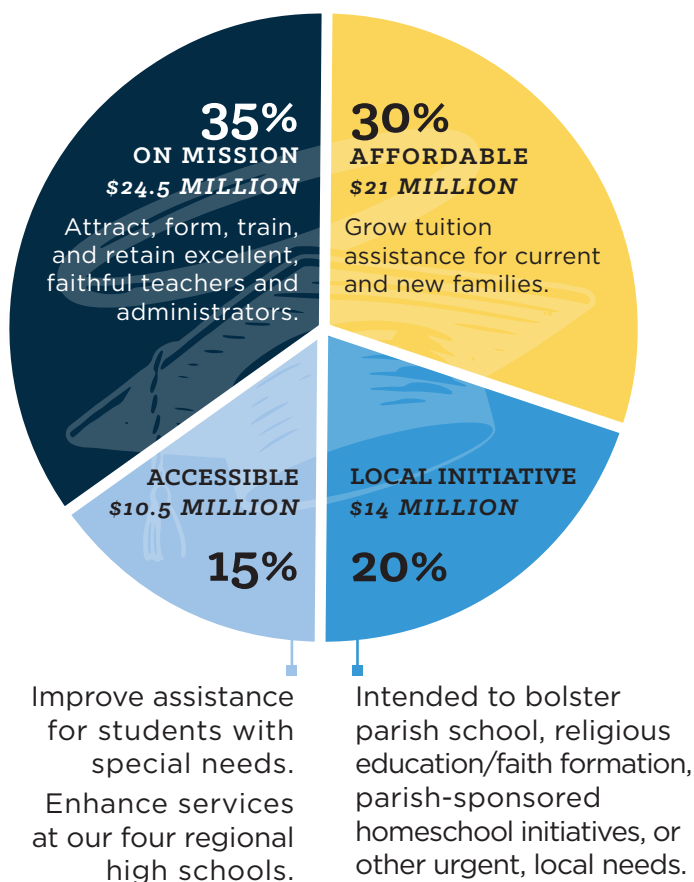 35%
ON MISSION
$24.5 MILLION
Attract, form, train,
and retain excellent,
faithful teachers and
administrators.
30%
AFFORDABLE
$21 MILLION
Grow tuition
assistance for current
and new families.
ACCESSIBLE
$10.5 MILLION
15%
LOCAL INITIATIVE
$14 MILLION
20%
Improve assistance
for students with
special needs.
Enhance services
at our four regional
high schools.
Intended to bolster
parish school, religious
education/faith formation,
parish-sponsored
homeschool initiatives, or
other urgent, local needs.